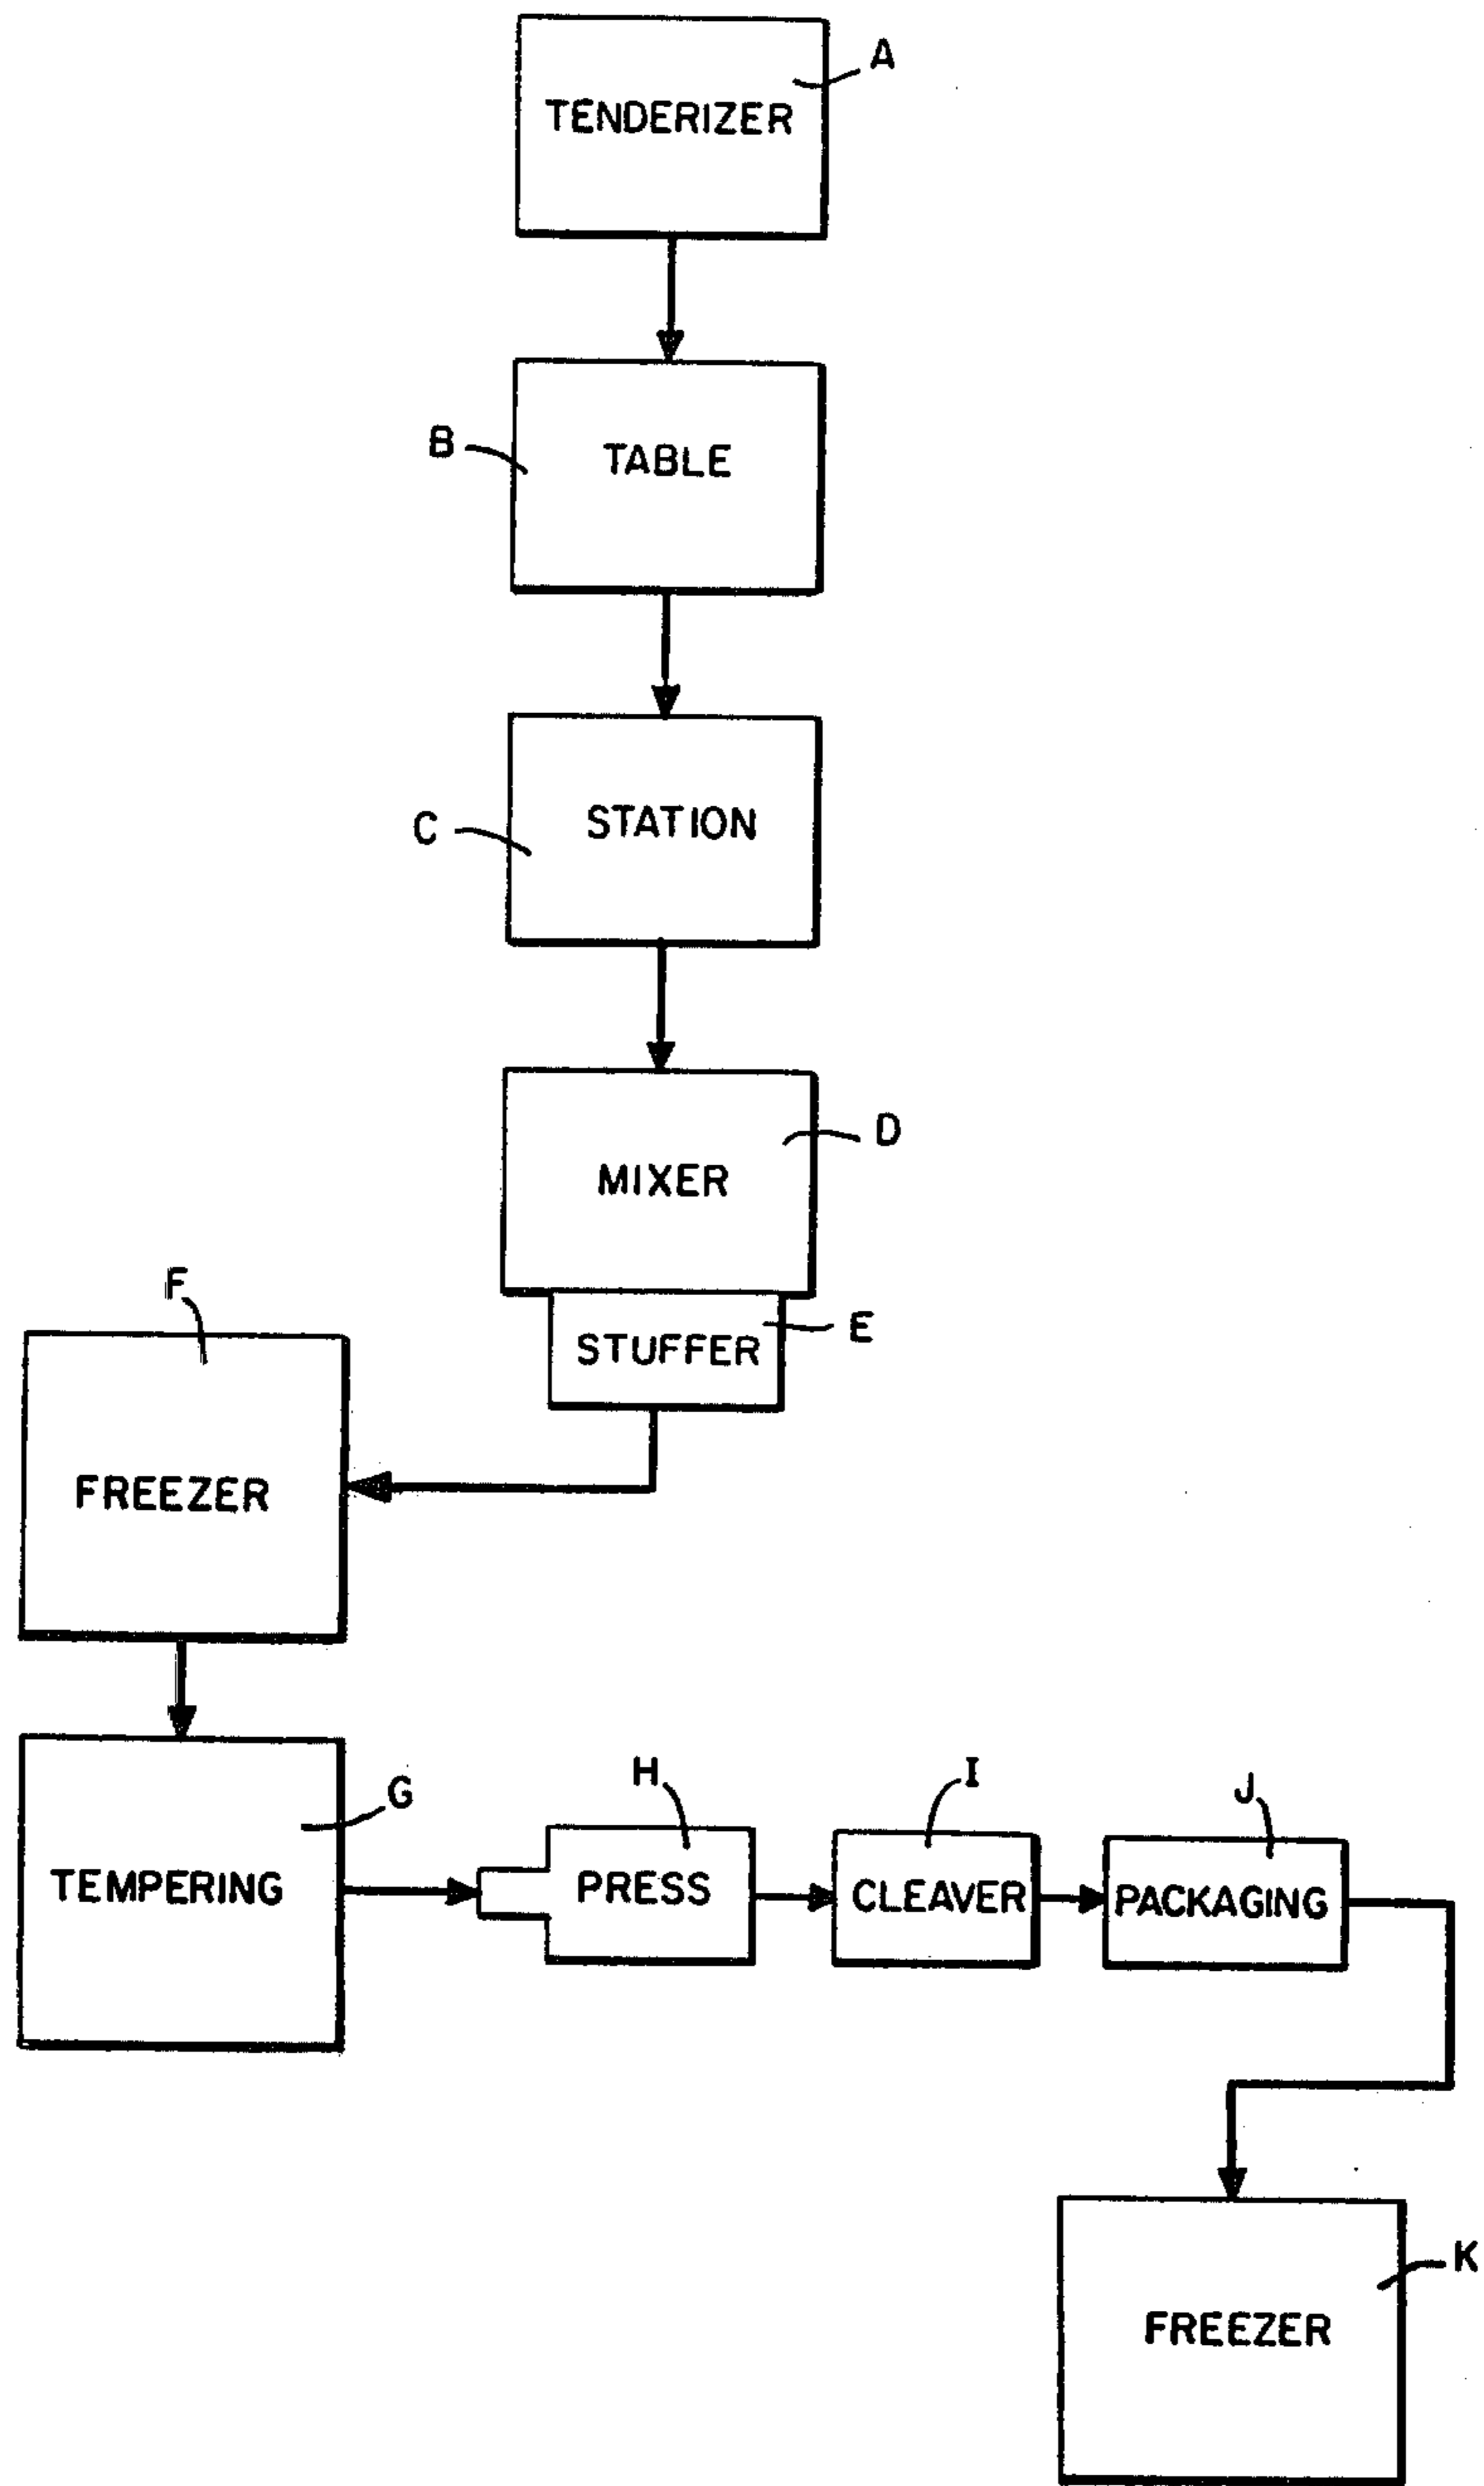 A
TENDERIZER
B
TABLE
C
STATION
D
MIXER
E
STUFFER
F
FREEZER
G
TEMPERING
H
PRESS
I
CLEAVER
J
PACKAGING
K
FREEZER